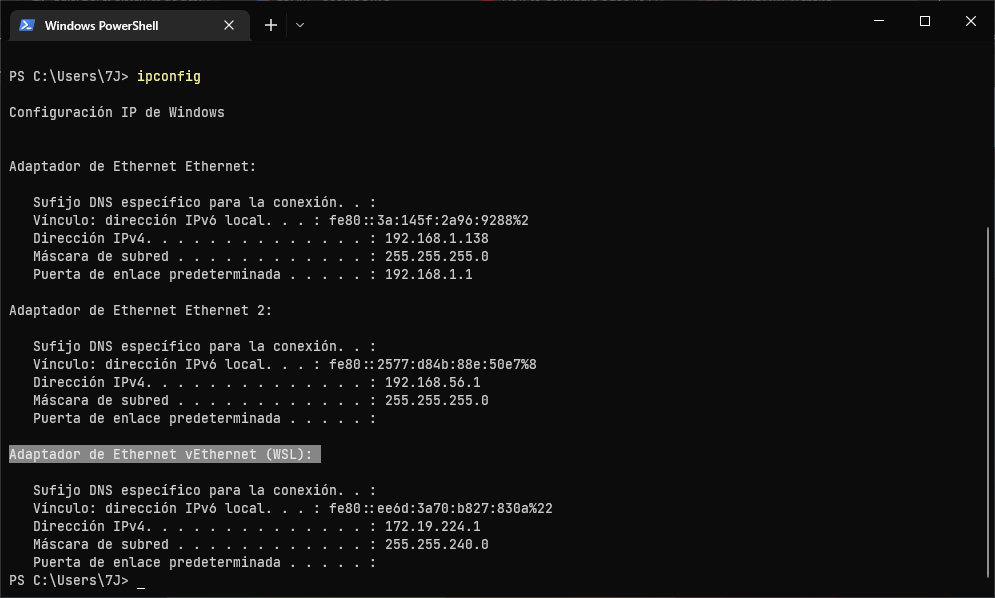 Windows PowerShell
PS C:\Users\7J> ipconfig
Configuración IP de Windows
Adaptador de Ethernet Ethernet:
Sufijo DNS específico para la conexión. . :
Vínculo: dirección IPv6 local. . . : fe80::3a:145f:2a96:9288%2
Dirección IPv4. . . . . . . . . . . . . . : 192.168.1.138
Máscara de subred . . . . . . . . . . . . : 255.255.255.0
Puerta de enlace predeterminada . . . . . : 192.168.1.1
Adaptador de Ethernet Ethernet 2:
Sufijo DNS específico para la conexión. . :
Vínculo: dirección IPv6 local. . . : fe80::2577:d84b:88e:50e7%8
Dirección IPv4. . . . . . . . . . . . . . : 192.168.56.1
Máscara de subred . . . . . . . . . . . . : 255.255.255.0
Puerta de enlace predeterminada . . . . . :
Adaptador de Ethernet vEthernet (WSL):
Sufijo DNS específico para la conexión. . :
Vínculo: dirección IPv6 local. . . : fe80::ee6d:3a70:b827:830a%22
Dirección IPv4. . . . . . . . . . . . . . : 172.19.224.1
Máscara de subred . . . . . . . . . . . . : 255.255.240.0
Puerta de enlace predeterminada . . . . . :
PS C:\Users\7J> _